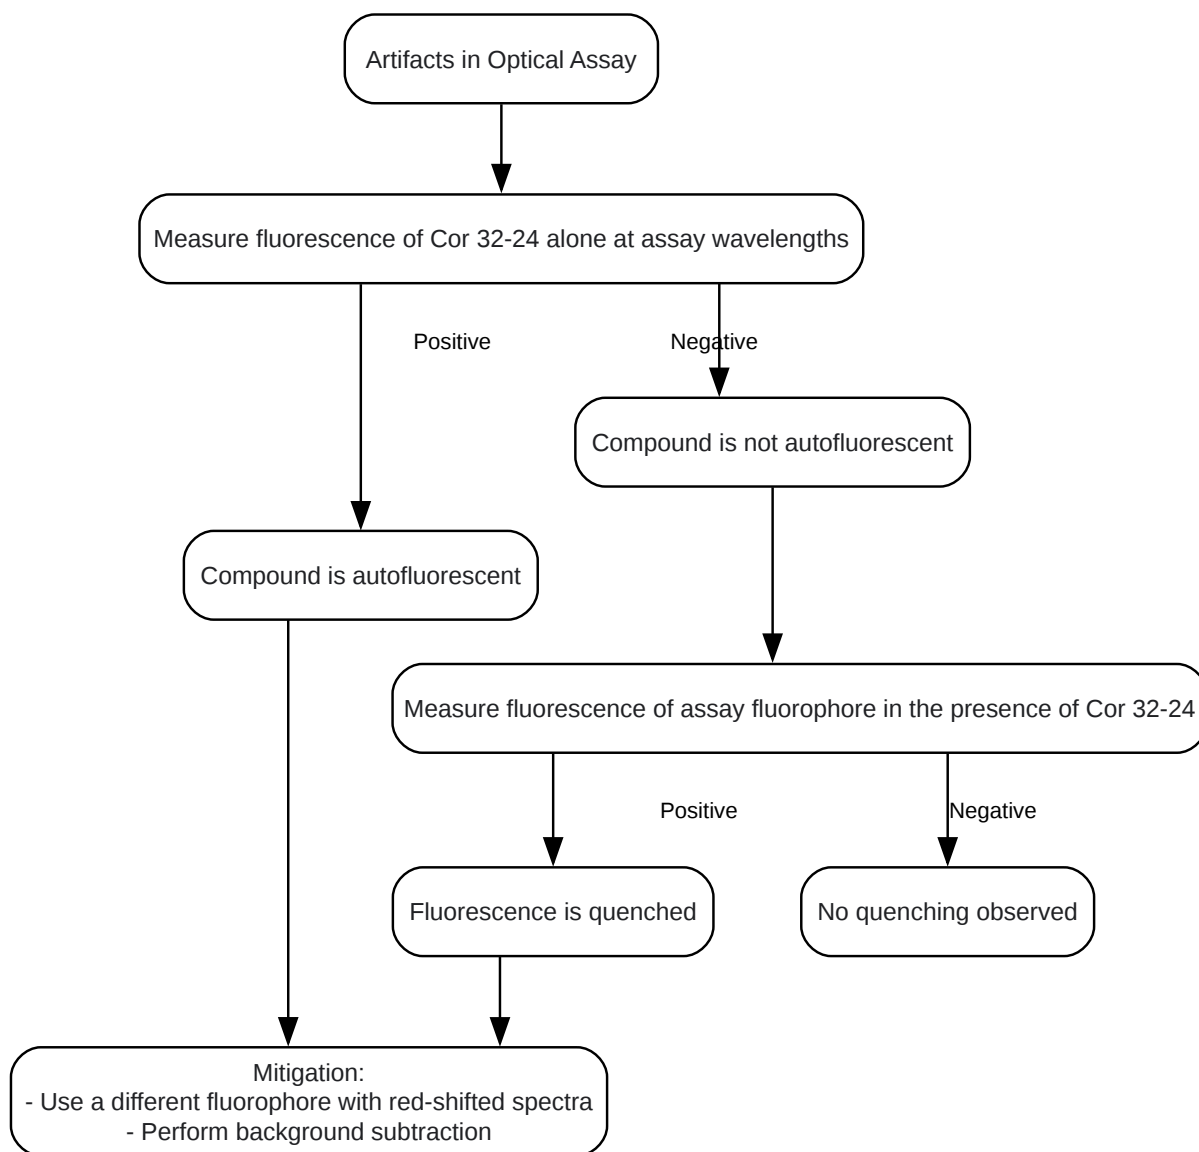 Artifacts in Optical Assay
Measure fluorescence of Cor 32-24 alone at assay wavelengths
Positive
Negative
Compound is not autofluorescent
Compound is autofluorescent
Measure fluorescence of assay fluorophore in the presence of Cor 32-24
Positive
Negative
Fluorescence is quenched
No quenching observed
Mitigation:
- Use a different fluorophore with red-shifted spectra
- Perform background subtraction